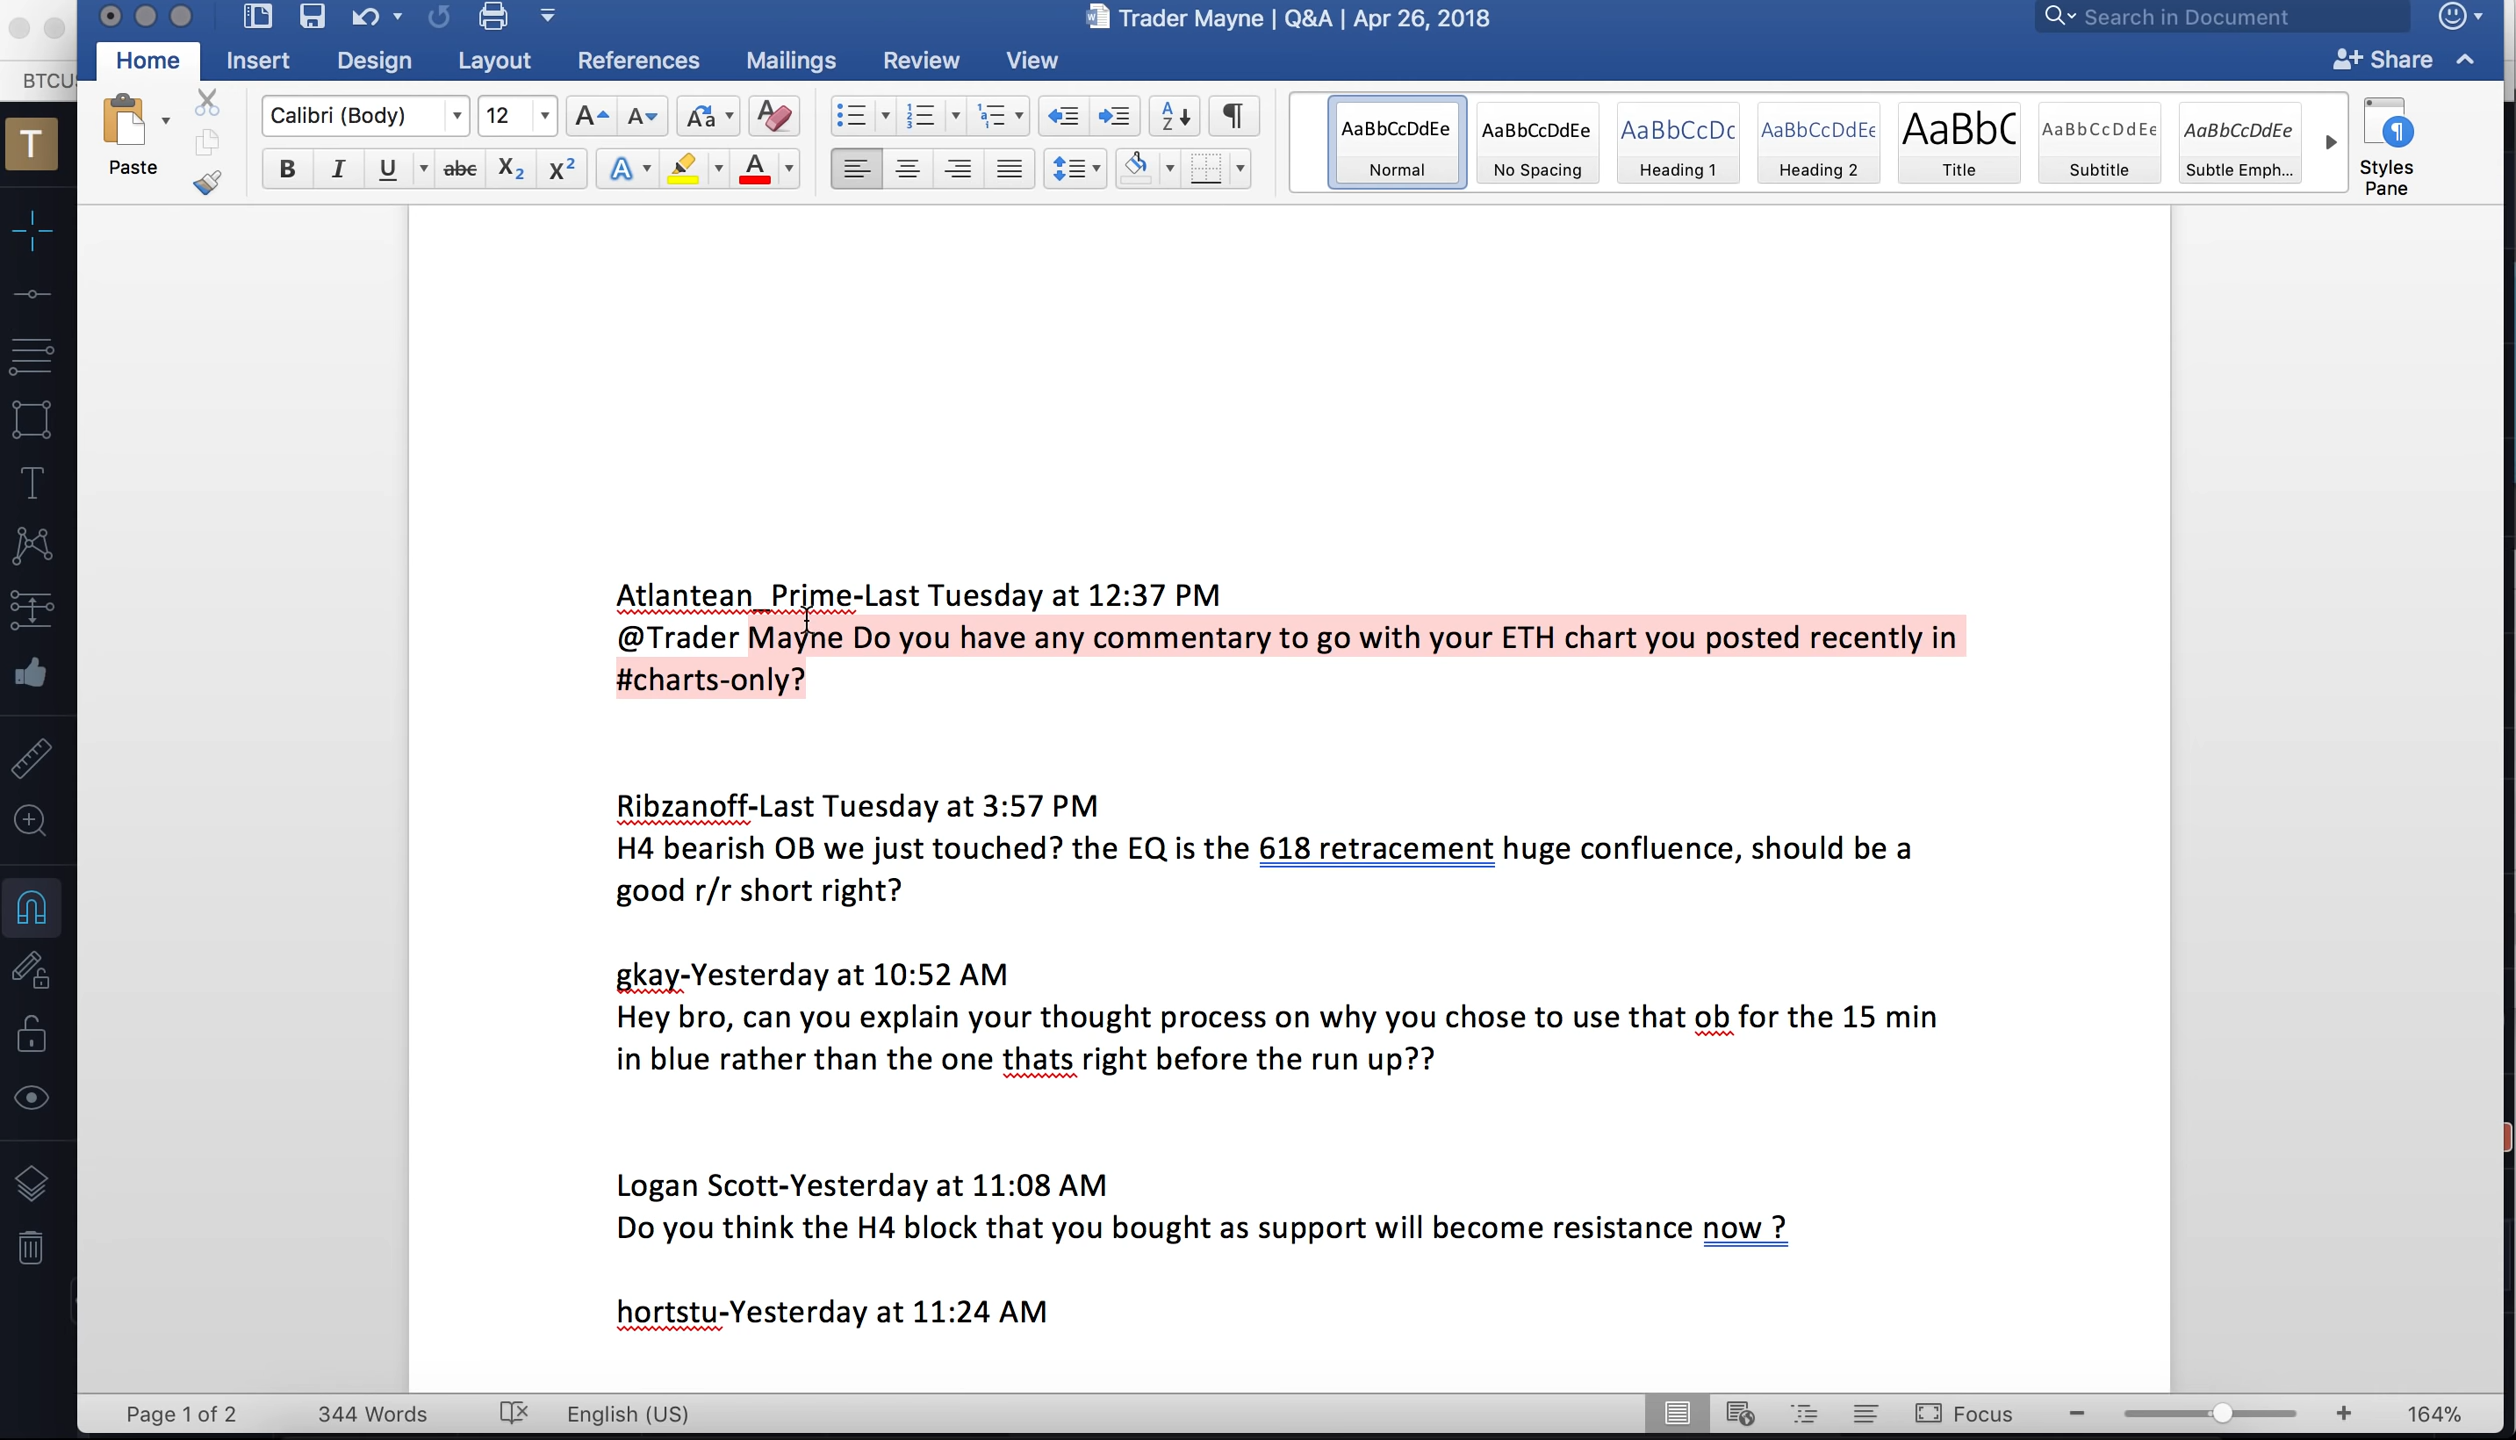 Trader Mayne | Q&A | Apr 26, 2018
Search in Document
Home Insert Design Layout References Mailings Review View
Share
BTCU
T
Paste
Calibri (Body) 12
AaBbCcDdEe Normal
AaBbCcDdEe No Spacing
AaBbCcDc Heading 1
AaBbCcDdEe Heading 2
AaBbC Title
AaBbCcDdEe Subtitle
AaBbCcDdEe Subtle Emph...
Styles Pane
Atlantean_Prime-Last Tuesday at 12:37 PM
@Trader Mayne Do you have any commentary to go with your ETH chart you posted recently in
#charts-only?
Ribzanoff-Last Tuesday at 3:57 PM
H4 bearish OB we just touched? the EQ is the 618 retracement huge confluence, should be a
good r/r short right?
gkay-Yesterday at 10:52 AM
Hey bro, can you explain your thought process on why you chose to use that ob for the 15 min
in blue rather than the one thats right before the run up??
Logan Scott-Yesterday at 11:08 AM
Do you think the H4 block that you bought as support will become resistance now ?
hortstu-Yesterday at 11:24 AM
Page 1 of 2 344 Words English (US) Focus 164%